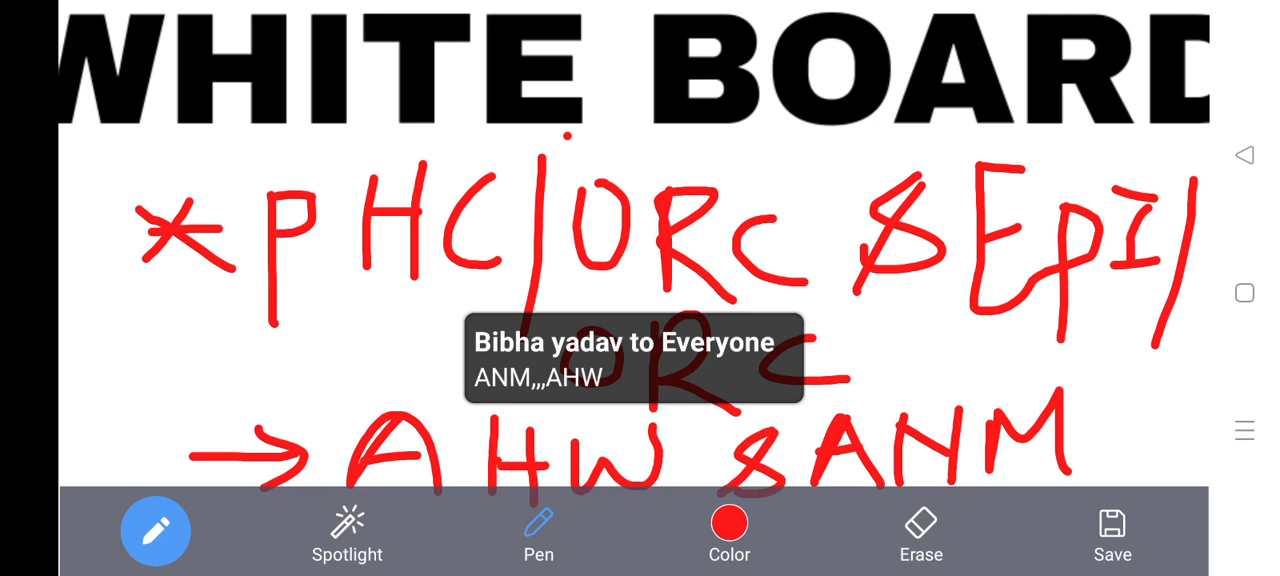 WHITE BOARD
* PHC/ORC & EpI/
ORC
Bibha yadav to Everyone
ANM,,,AHW
→ AHW & ANM
Spotlight
Pen
Color
Erase
Save